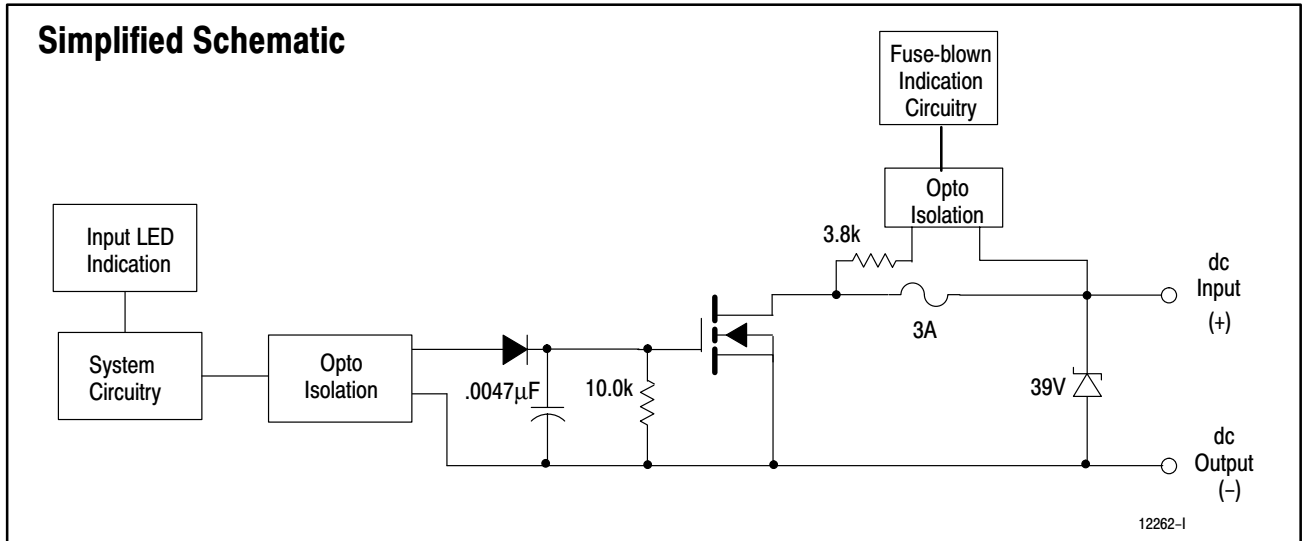 Simplified Schematic
Fuse-blown
Indication
Circuitry
Opto
Isolation
Input LED
Indication
3.8k
dc
Input
(+)
3A
System
Circuitry
Opto
Isolation
.0047µF
10.0k
39V
dc
Output
(–)
12262–I